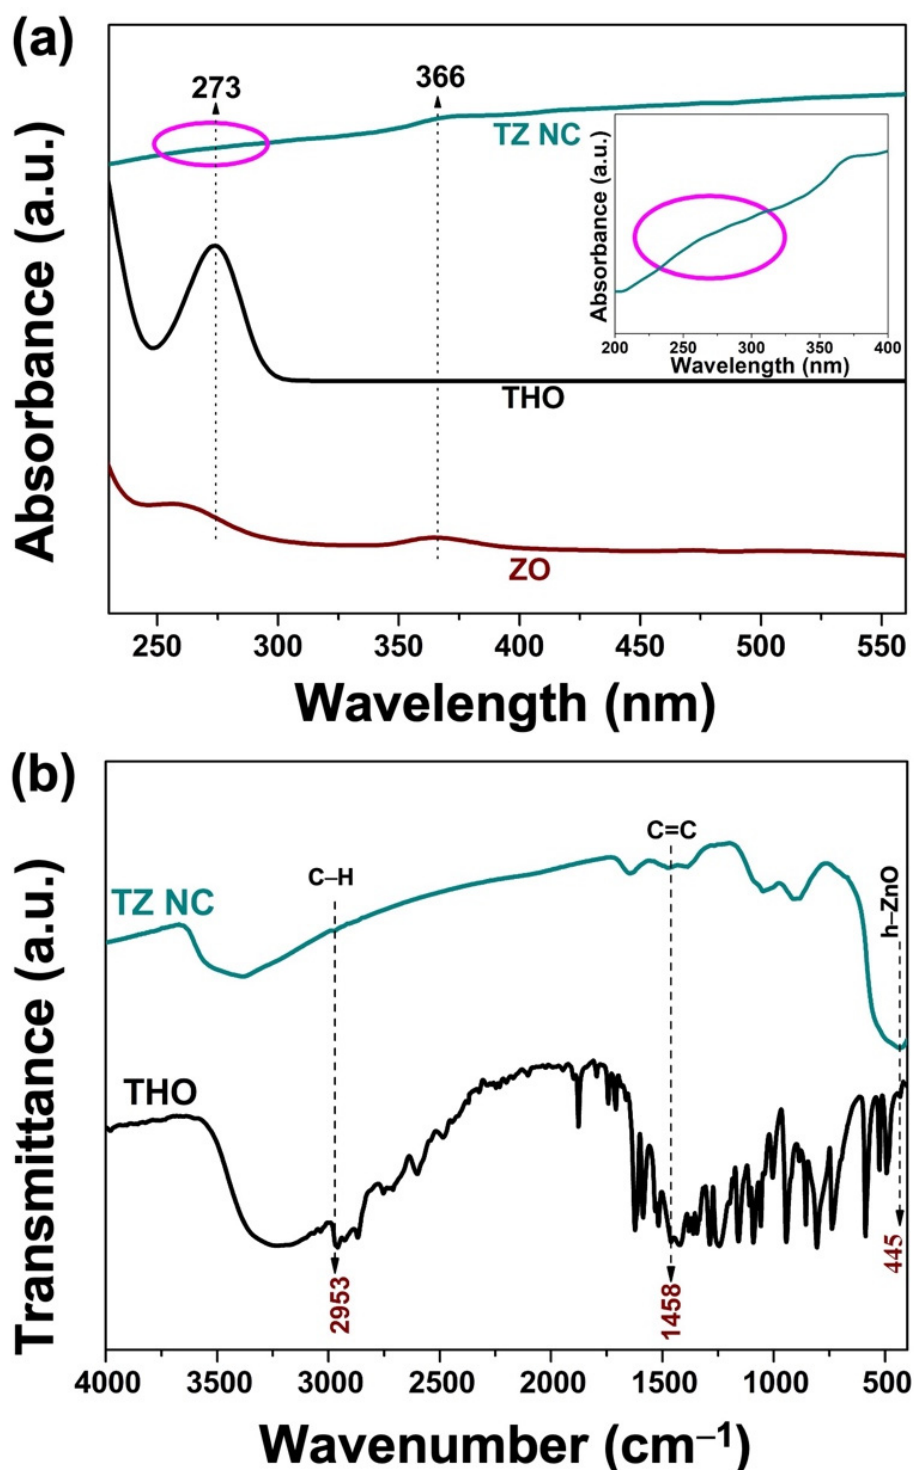 (a)
273
366
TZ NC
THO
ZO
Absorbance (a.u.)
250 300 350 400 450 500 550
Wavelength (nm)
Absorbance (a.u.)
200 250 300 350 400
Wavelength (nm)
(b)
C–H
C=C
h–ZnO
TZ NC
THO
2953
1458
445
Transmittance (a.u.)
4000 3500 3000 2500 2000 1500 1000 500
Wavenumber (cm⁻¹)